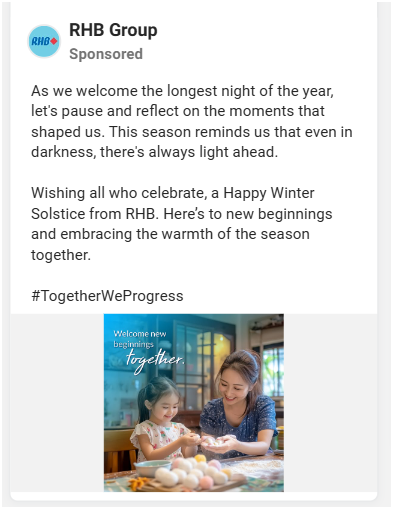 RHB
RHB Group
Sponsored
As we welcome the longest night of the year,
let's pause and reflect on the moments that
shaped us. This season reminds us that even in
darkness, there's always light ahead.
Wishing all who celebrate, a Happy Winter
Solstice from RHB. Here’s to new beginnings
and embracing the warmth of the season
together.
#TogetherWeProgress
Welcome new
beginnings
together.